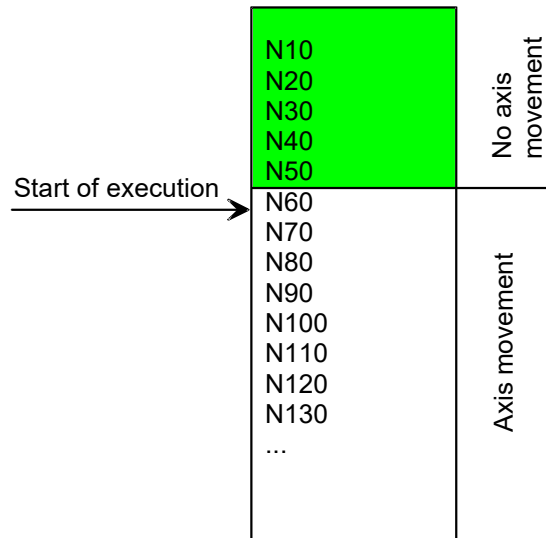 N10
N20
N30
N40
N50
Start of execution
N60
N70
N80
N90
N100
N110
N120
N130
...
No axis
movement
Axis movement